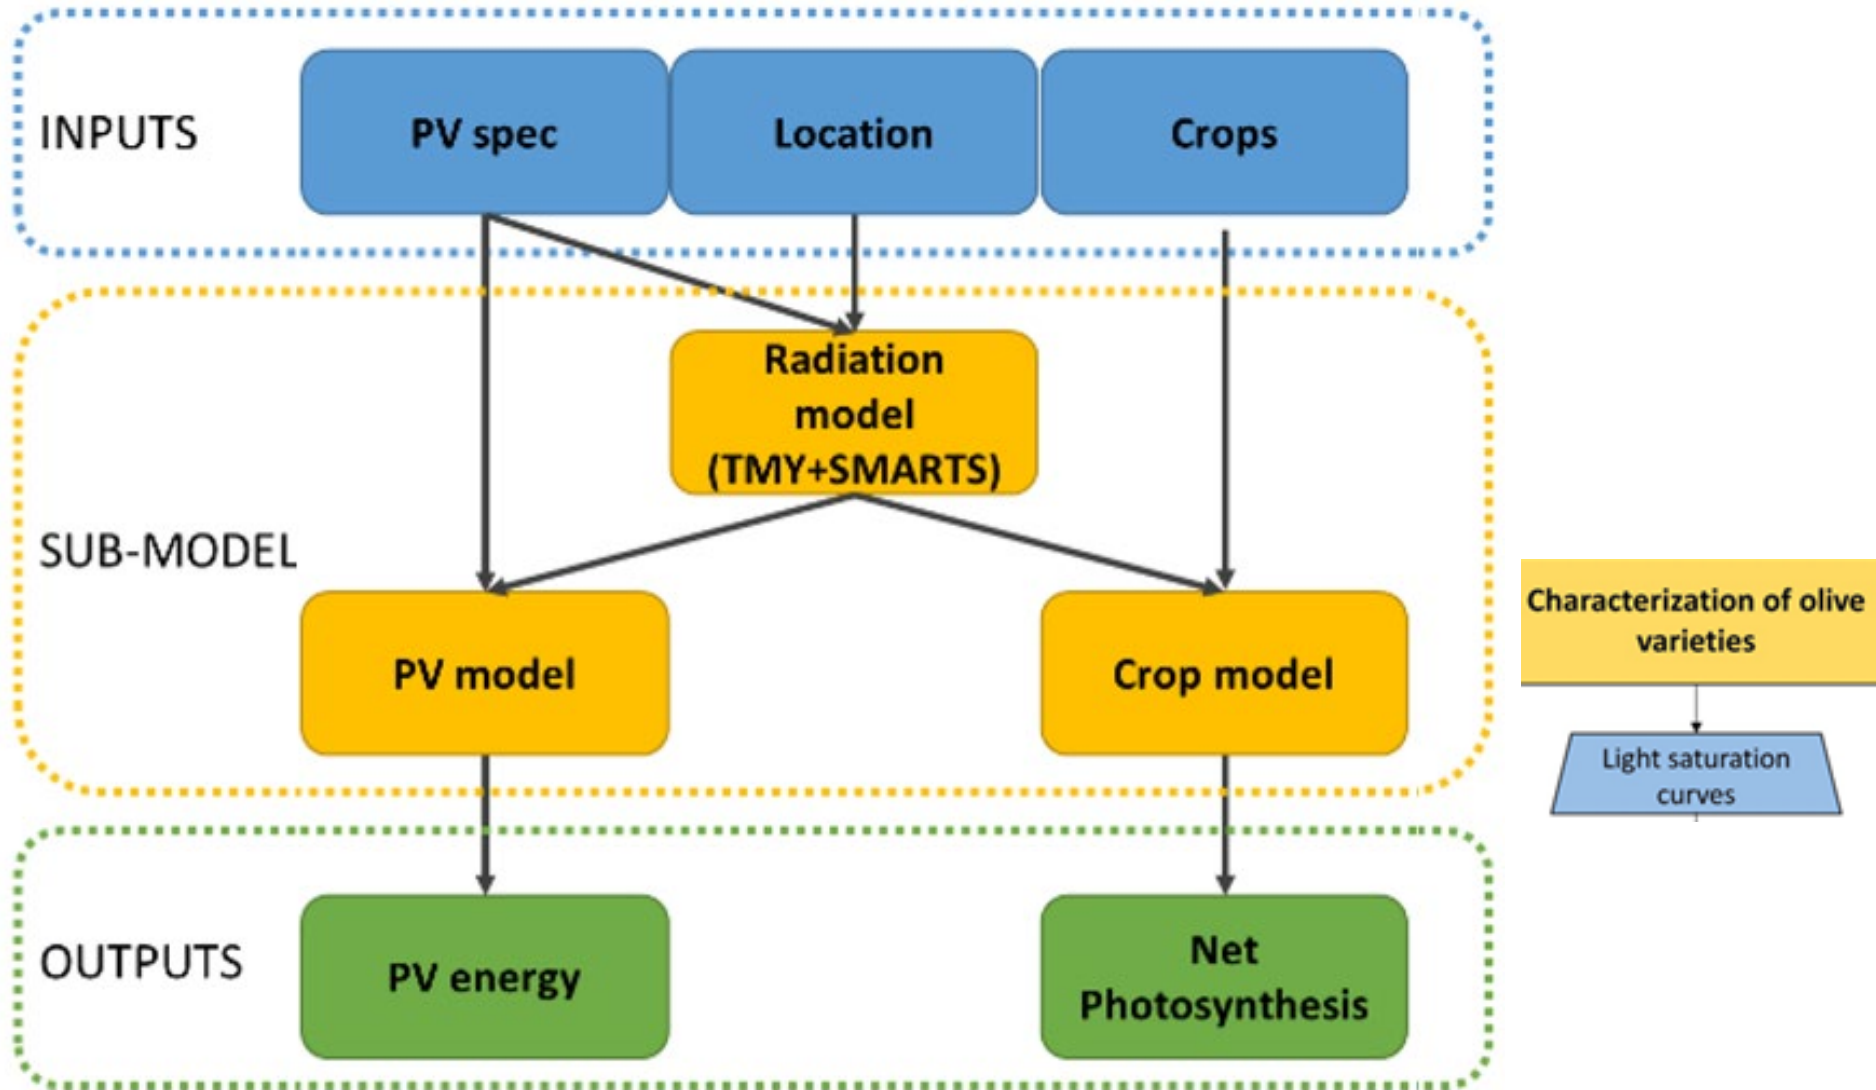 INPUTS
PV spec
Location
Crops
Radiation
model
(TMY+SMARTS)
SUB-MODEL
PV model
Crop model
Characterization of olive
varieties
Light saturation
curves
OUTPUTS
PV energy
Net
Photosynthesis